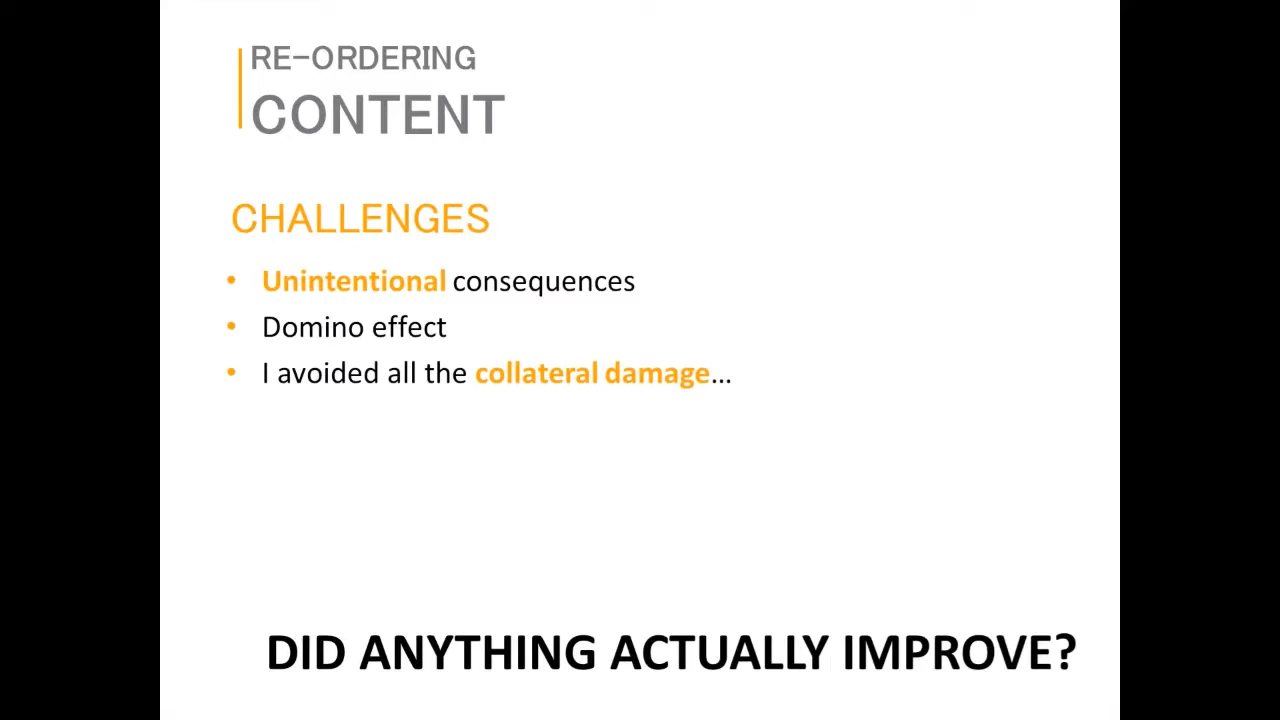 RE-ORDERING
CONTENT
CHALLENGES
• Unintentional consequences
• Domino effect
• I avoided all the collateral damage...
DID ANYTHING ACTUALLY IMPROVE?